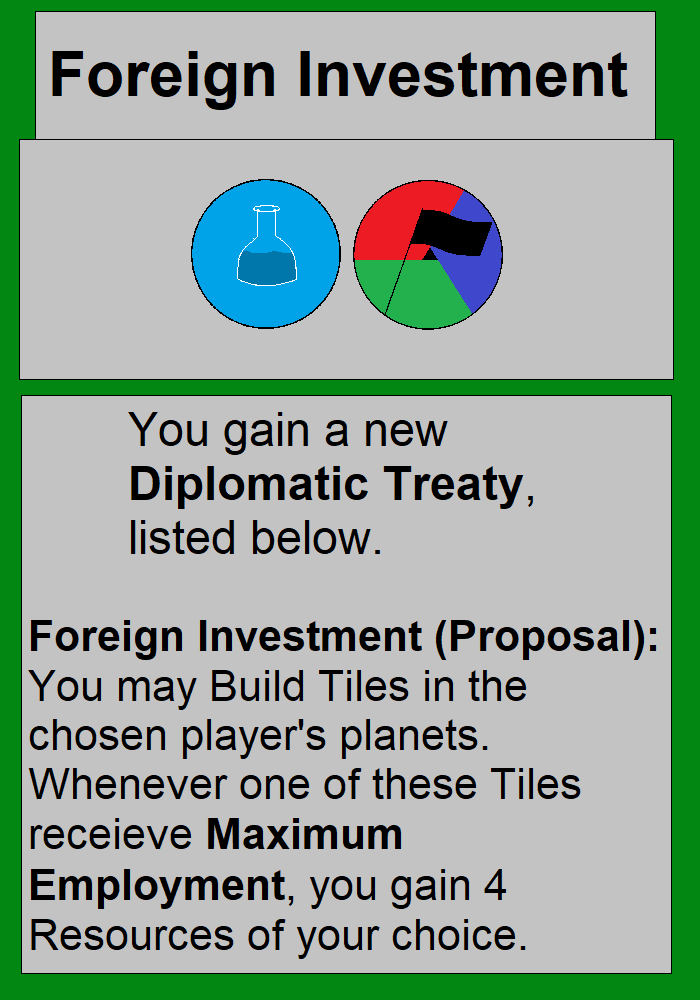 Foreign Investment
You gain a new
Diplomatic Treaty,
listed below.
Foreign Investment (Proposal):
You may Build Tiles in the
chosen player's planets.
Whenever one of these Tiles
receieve Maximum
Employment, you gain 4
Resources of your choice.